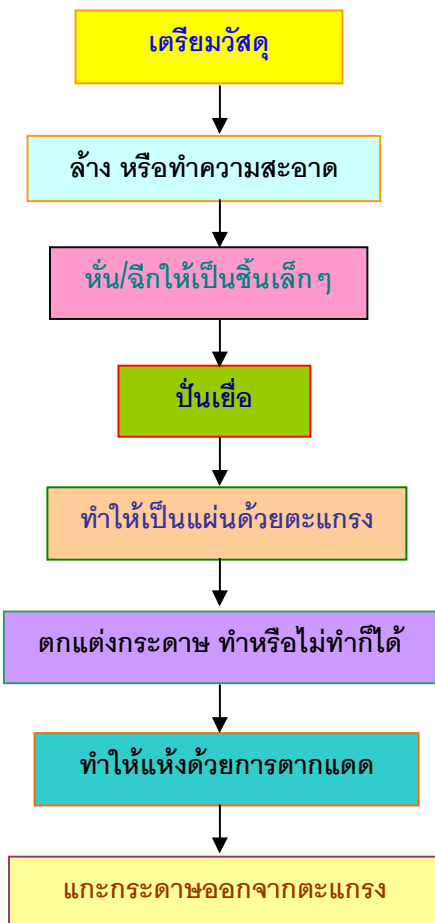 เตรียมวัสดุ
ล้าง หรือทำความสะอาด
หั่น/ฉีกให้เป็นชิ้นเล็ก ๆ
ปั่นเยื่อ
ทำให้เป็นแผ่นด้วยตะแกรง
ตกแต่งกระดาษ ทำหรือไม่ทำก็ได้
ทำให้แห้งด้วยการตากแดด
แกะกระดาษออกจากตะแกรง